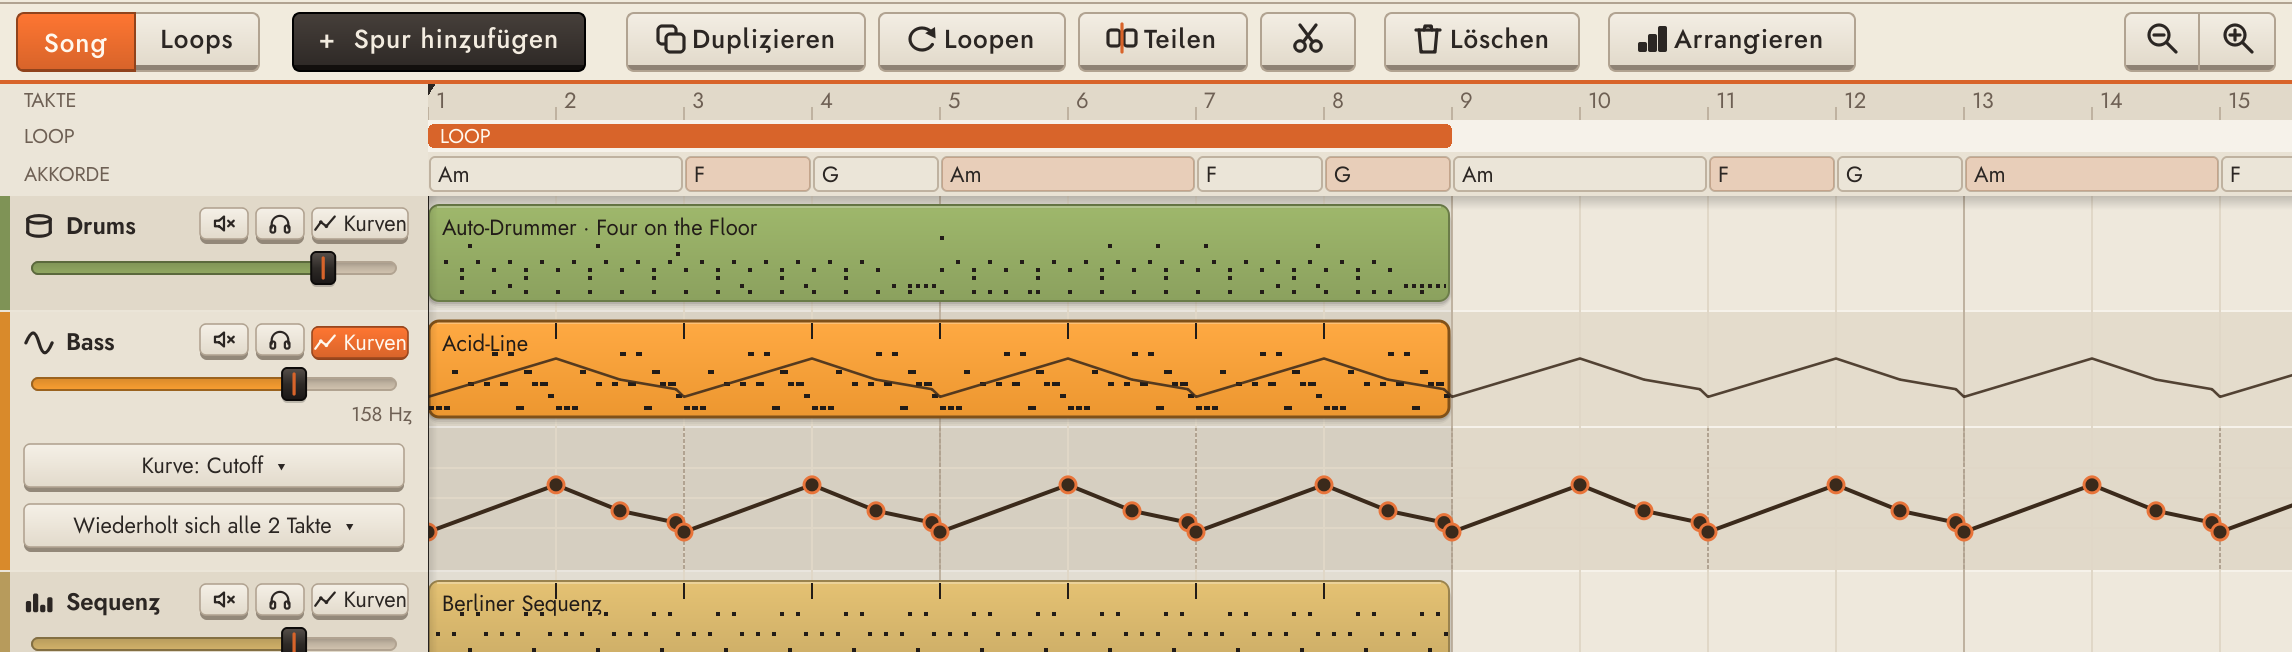 Song Loops + Spur hinzufügen Duplizieren Loopen Teilen Löschen Arrangieren
TAKTE 1 2 3 4 5 6 7 8 9 10 11 12 13 14 15
LOOP LOOP
AKKORDE Am F G Am F G Am F G Am F
Drums Kurven
Auto-Drummer · Four on the Floor
Bass Kurven
Acid-Line
158 Hz
Kurve: Cutoff
Wiederholt sich alle 2 Takte
Sequenz Kurven
Berliner Sequenz